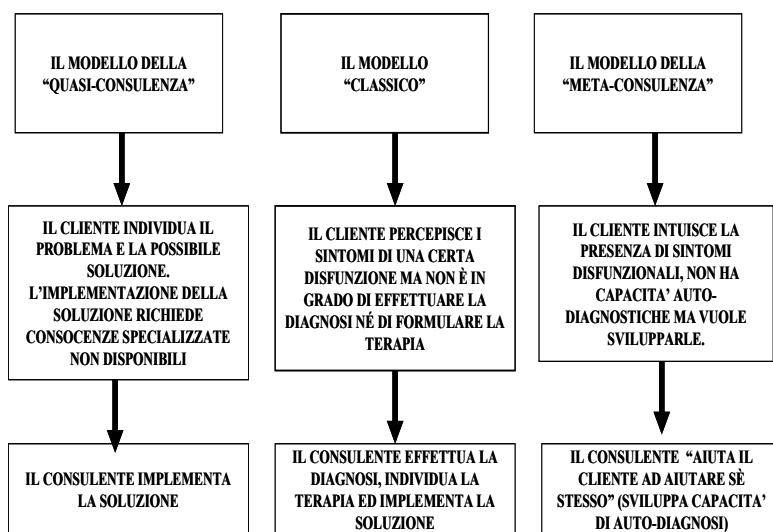 IL MODELLO DELLA
“QUASI-CONSULENZA”
IL CLIENTE INDIVIDUA IL
PROBLEMA E LA POSSIBILE
SOLUZIONE.
L’IMPLEMENTAZIONE DELLA
SOLUZIONE RICHIEDE
CONSOCENZE SPECIALIZZATE
NON DISPONIBILI
IL CONSULENTE IMPLEMENTA
LA SOLUZIONE
IL MODELLO
“CLASSICO”
IL CLIENTE PERCEPISCE I
SINTOMI DI UNA CERTA
DISFUNZIONE MA NON È IN
GRADO DI EFFETTUARE LA
DIAGNOSI NÉ DI FORMULARE LA
TERAPIA
IL CONSULENTE EFFETTUA LA
DIAGNOSI, INDIVIDUA LA
TERAPIA ED IMPLEMENTA LA
SOLUZIONE
IL MODELLO DELLA
“META-CONSULENZA”
IL CLIENTE INTUISCE LA
PRESENZA DI SINTOMI
DISFUNZIONALI, NON HA
CAPACITA’ AUTO-
DIAGNOSTICHE MA VUOLE
SVILUPPARLE.
IL CONSULENTE “AIUTA IL
CLIENTE AD AIUTARE SÈ
STESSO” (SVILUPPA CAPACITA’
DI AUTO-DIAGNOSI)